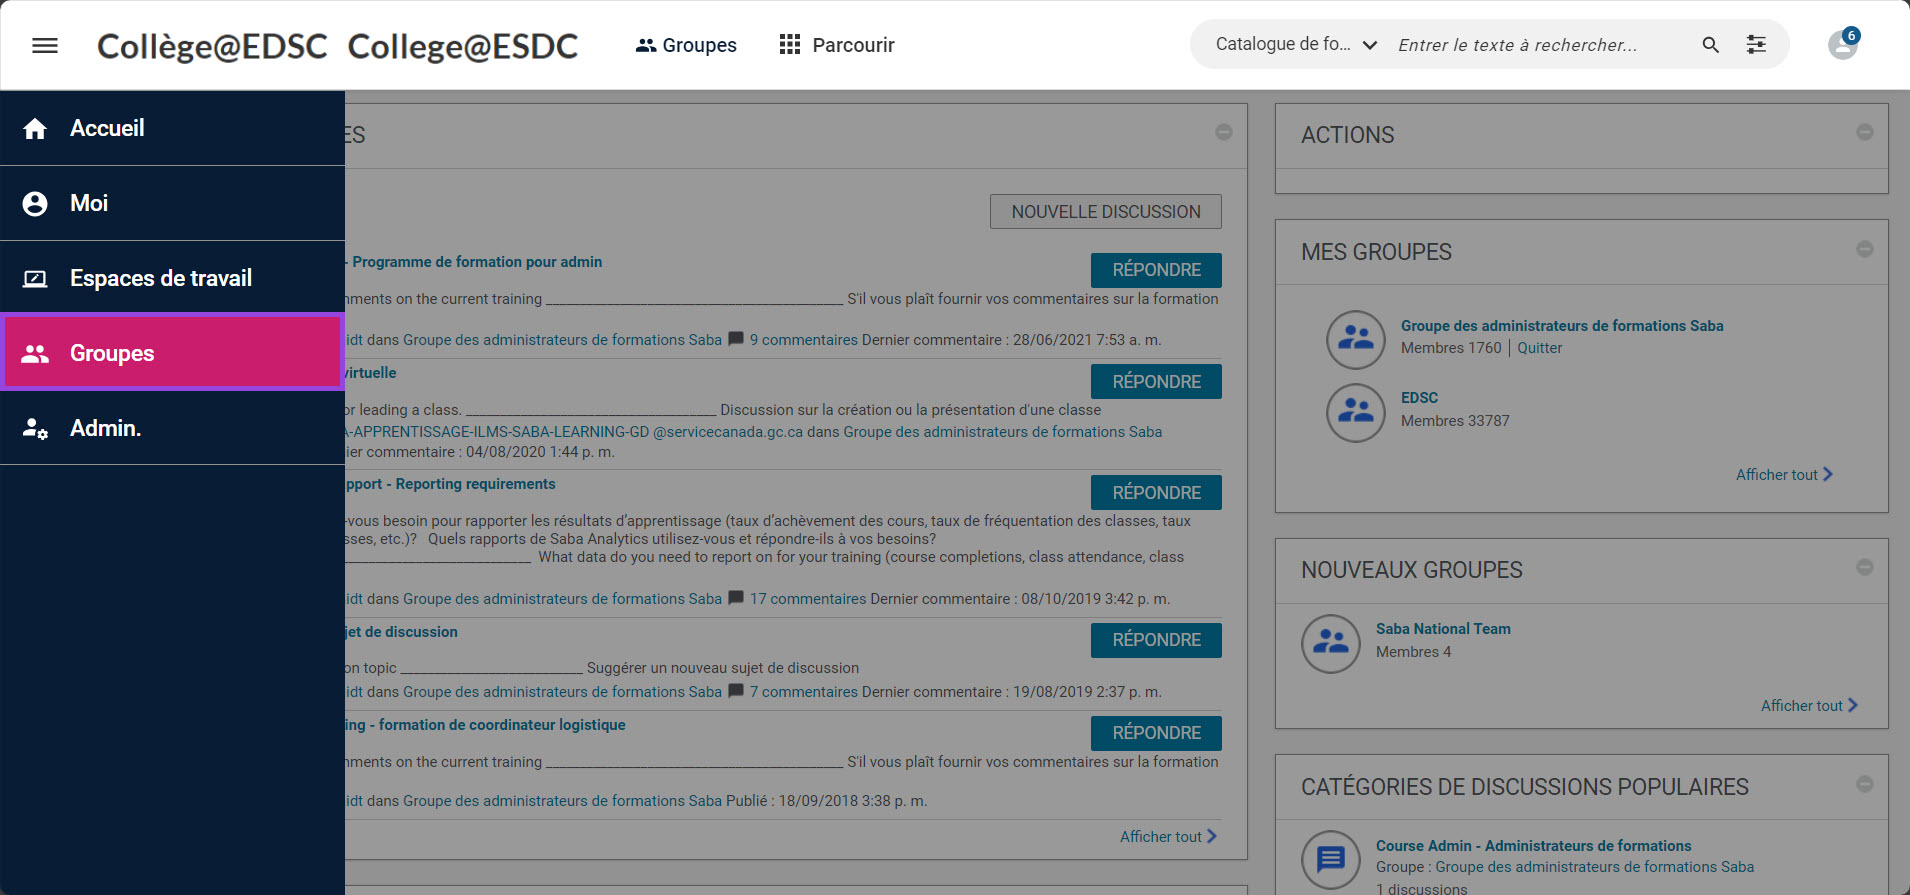 Collège@EDSC College@ESDC
Groupes
Parcourir
Catalogue de fo...
Entrer le texte à rechercher...
6
Accueil
Moi
Espaces de travail
Groupes
Admin.
ES
NOUVELLE DISCUSSION
- Programme de formation pour admin
RÉPONDRE
nments on the current training ______________________________________ S'il vous plaît fournir vos commentaires sur la formation
idt dans Groupe des administrateurs de formations Saba 9 commentaires Dernier commentaire : 28/06/2021 7:53 a. m.
virtuelle
RÉPONDRE
or leading a class. ________________________________ Discussion sur la création ou la présentation d'une classe
A-APPRENTISSAGE-ILMS-SABA-LEARNING-GD @servicecanada.gc.ca dans Groupe des administrateurs de formations Saba
ier commentaire : 04/08/2020 1:44 p. m.
pport - Reporting requirements
RÉPONDRE
-vous besoin pour rapporter les résultats d’apprentissage (taux d’achèvement des cours, taux de fréquentation des classes, taux
sses, etc.)? Quels rapports de Saba Analytics utilisez-vous et répondre-ils à vos besoins?
________________________ What data do you need to report on for your training (course completions, class attendance, class
idt dans Groupe des administrateurs de formations Saba 17 commentaires Dernier commentaire : 08/10/2019 3:42 p. m.
jet de discussion
RÉPONDRE
on topic _______________________ Suggérer un nouveau sujet de discussion
idt dans Groupe des administrateurs de formations Saba 7 commentaires Dernier commentaire : 19/08/2019 2:37 p. m.
ing - formation de coordinateur logistique
RÉPONDRE
nments on the current training ______________________________________ S'il vous plaît fournir vos commentaires sur la formation
idt dans Groupe des administrateurs de formations Saba Publié : 18/09/2018 3:38 p. m.
Afficher tout
ACTIONS
MES GROUPES
Groupe des administrateurs de formations Saba
Membres 1760 | Quitter
EDSC
Membres 33787
Afficher tout
NOUVEAUX GROUPES
Saba National Team
Membres 4
Afficher tout
CATÉGORIES DE DISCUSSIONS POPULAIRES
Course Admin - Administrateurs de formations
Groupe : Groupe des administrateurs de formations Saba
1 discussions